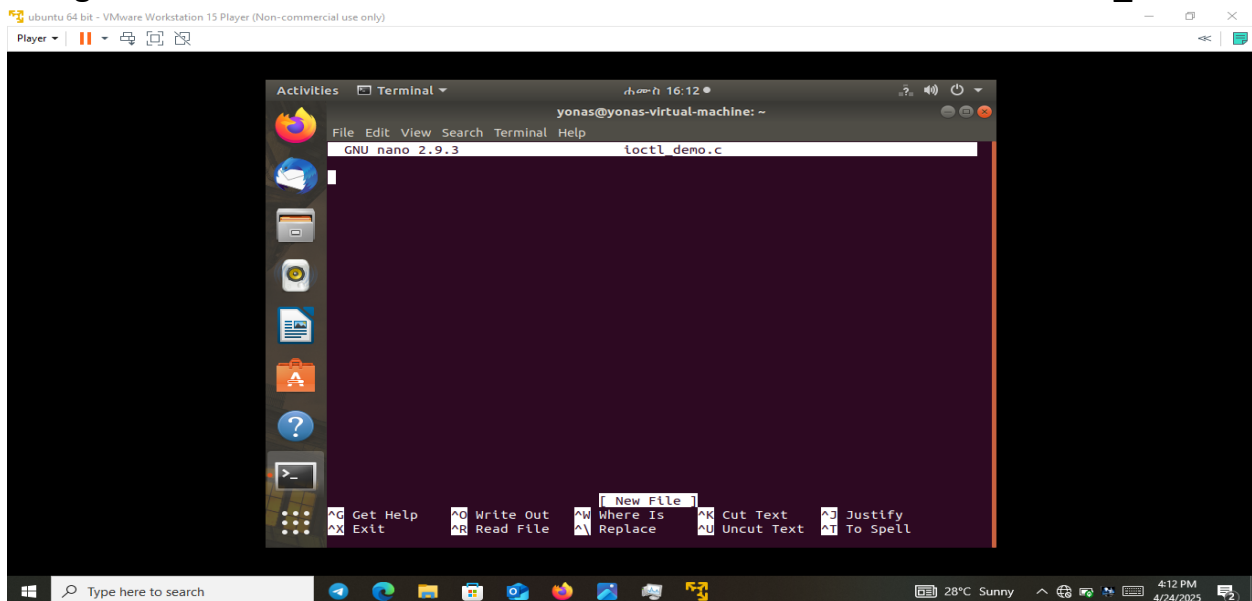 ubuntu 64 bit - VMware Workstation 15 Player (Non-commercial use only)
Player
Activities Terminal ሐሙስ 16:12
yonas@yonas-virtual-machine: ~
File Edit View Search Terminal Help
GNU nano 2.9.3 ioctl_demo.c
[ New File ]
^G Get Help ^O Write Out ^W Where Is ^K Cut Text ^J Justify
^X Exit ^R Read File ^\ Replace ^U Uncut Text ^T To Spell
Type here to search 28°C Sunny 4:12 PM
4/24/2025
2